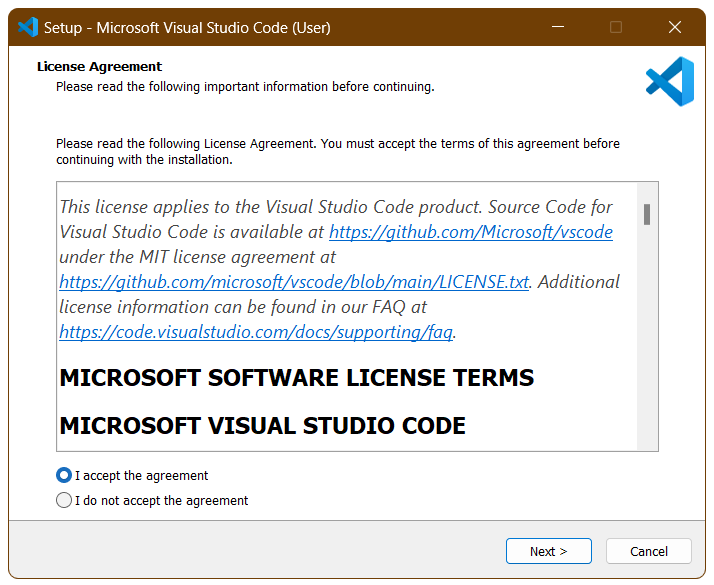 Setup - Microsoft Visual Studio Code (User)
License Agreement
Please read the following important information before continuing.
Please read the following License Agreement. You must accept the terms of this agreement before
continuing with the installation.
This license applies to the Visual Studio Code product. Source Code for
Visual Studio Code is available at https://github.com/Microsoft/vscode
under the MIT license agreement at
https://github.com/microsoft/vscode/blob/main/LICENSE.txt. Additional
license information can be found in our FAQ at
https://code.visualstudio.com/docs/supporting/faq.
MICROSOFT SOFTWARE LICENSE TERMS
MICROSOFT VISUAL STUDIO CODE
I accept the agreement
I do not accept the agreement
Next >
Cancel